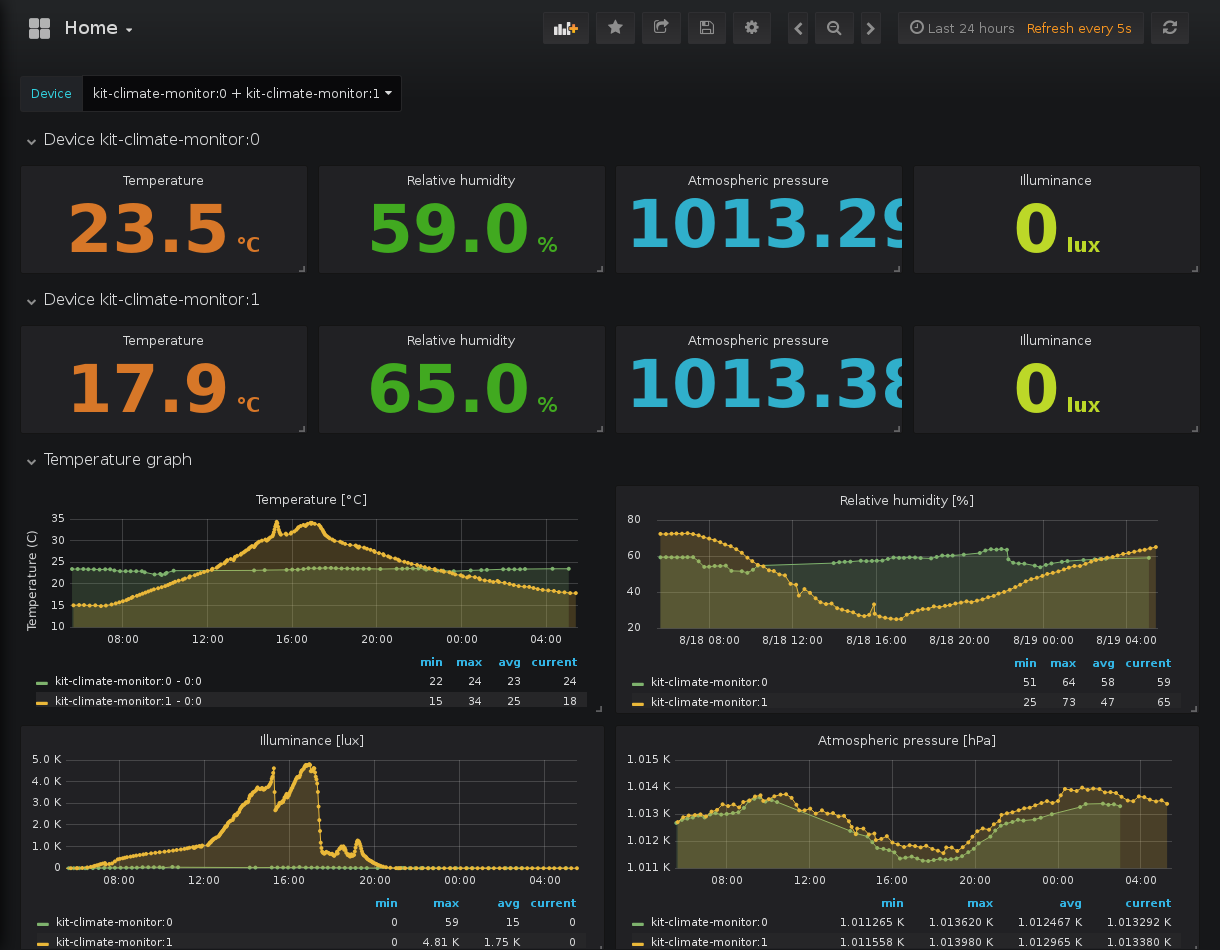 Home
Last 24 hours Refresh every 5s
Device kit-climate-monitor:0 + kit-climate-monitor:1
Device kit-climate-monitor:0
Temperature Relative humidity Atmospheric pressure Illuminance
23.5 °C 59.0 % 1013.29 0 lux
Device kit-climate-monitor:1
Temperature Relative humidity Atmospheric pressure Illuminance
17.9 °C 65.0 % 1013.38 0 lux
Temperature graph
Temperature [°C]
Temperature (C)
35
30
25
20
15
10
08:00 12:00 16:00 20:00 00:00 04:00
min max avg current
kit-climate-monitor:0 - 0:0 22 24 23 24
kit-climate-monitor:1 - 0:0 15 34 25 18
Relative humidity [%]
80
60
40
20
8/18 08:00 8/18 12:00 8/18 16:00 8/18 20:00 8/19 00:00 8/19 04:00
min max avg current
kit-climate-monitor:0 51 64 58 59
kit-climate-monitor:1 25 73 47 65
Illuminance [lux]
5.0 K
4.0 K
3.0 K
2.0 K
1.0 K
0
08:00 12:00 16:00 20:00 00:00 04:00
min max avg current
kit-climate-monitor:0 0 59 15 0
kit-climate-monitor:1 0 4.81 K 1.75 K 0
Atmospheric pressure [hPa]
1.015 K
1.014 K
1.013 K
1.012 K
1.011 K
08:00 12:00 16:00 20:00 00:00 04:00
min max avg current
kit-climate-monitor:0 1.011265 K 1.013620 K 1.012467 K 1.013292 K
kit-climate-monitor:1 1.011558 K 1.013980 K 1.012965 K 1.013380 K